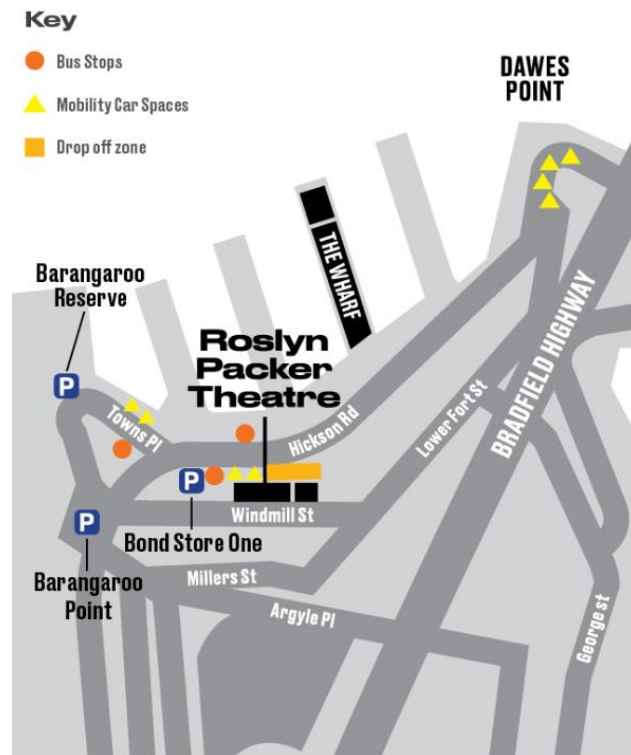 Key
Bus Stops
Mobility Car Spaces
Drop off zone
DAWES
POINT
THE WHARF
Barangaroo
Reserve
P
Roslyn
Packer
Theatre
BRADFIELD HIGHWAY
Towns Pl
Hickson Rd
Lower Fort St
P
Windmill St
P
Bond Store One
Barangaroo
Point
Millers St
Argyle Pl
George st